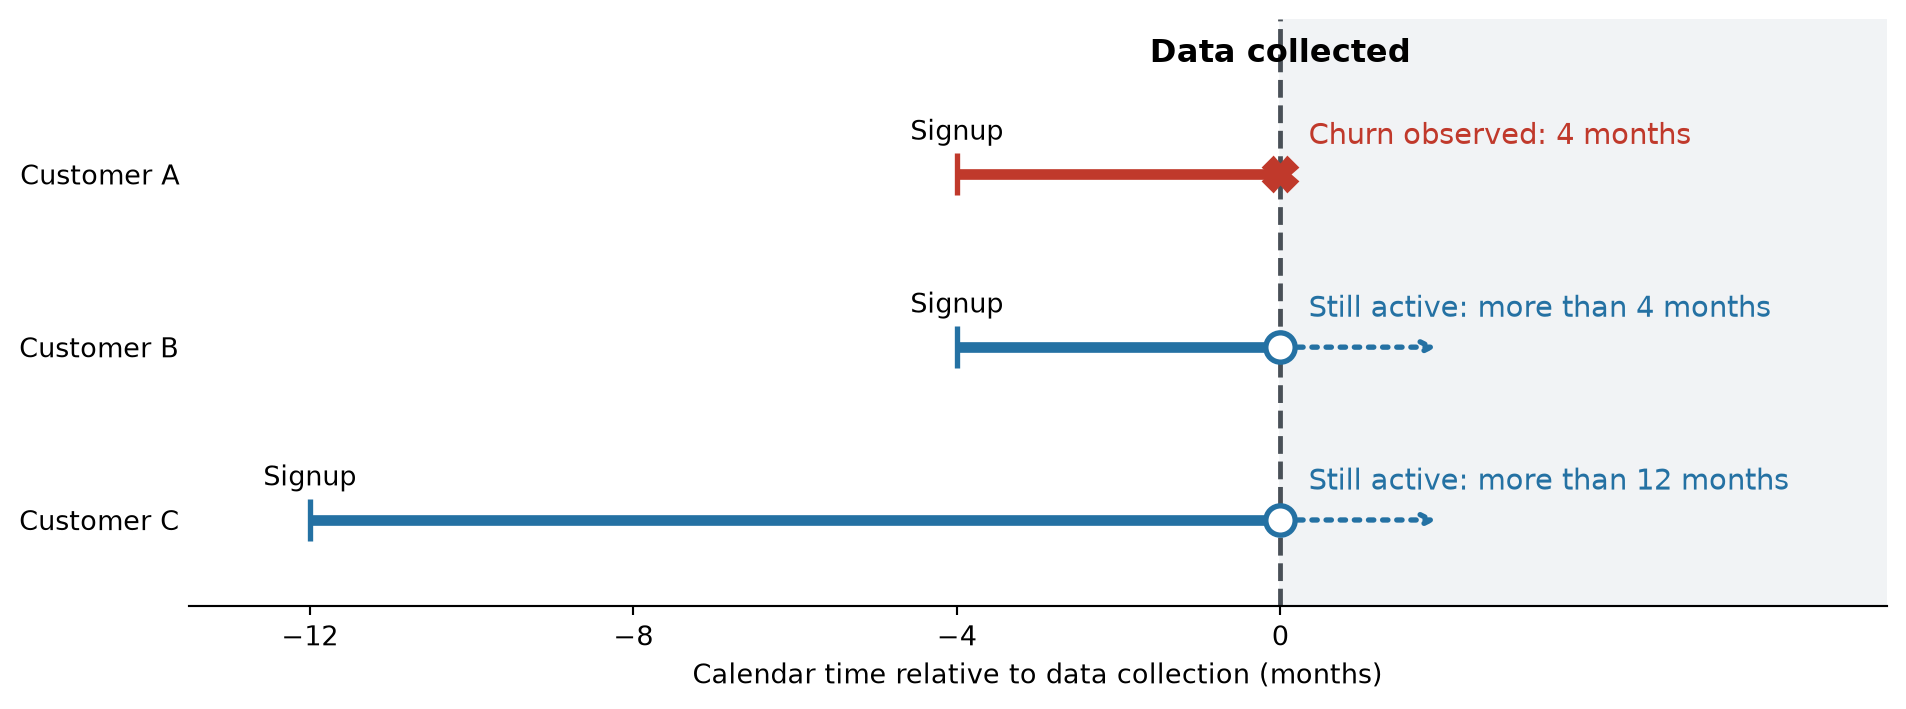 Data collected
Signup
Churn observed: 4 months
Customer A
Signup
Still active: more than 4 months
Customer B
Signup
Still active: more than 12 months
Customer C
−12
−8
−4
0
Calendar time relative to data collection (months)